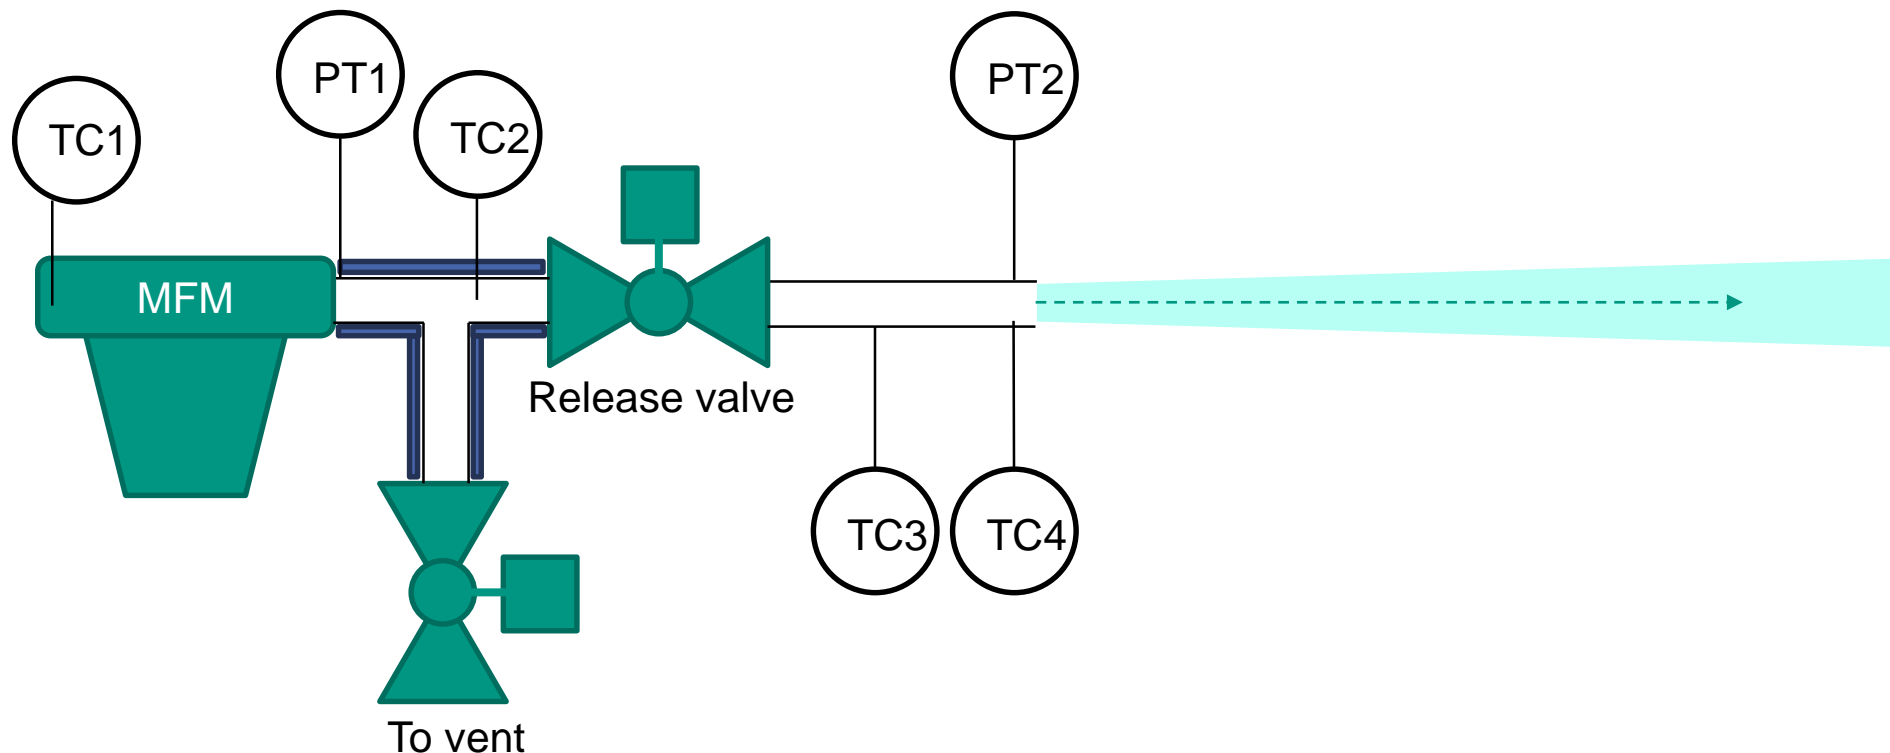 PT1
PT2
TC1
TC2
MFM
Release valve
TC3
TC4
To vent